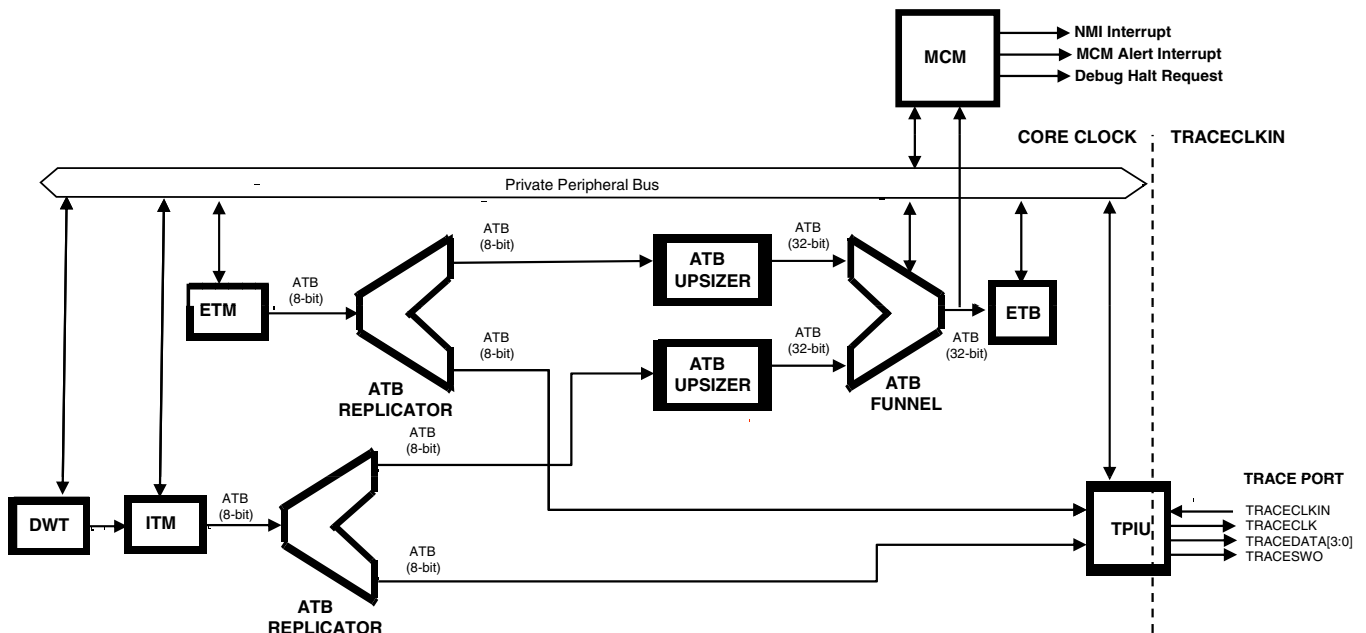 NMI Interrupt
MCM
MCM Alert Interrupt
Debug Halt Request
CORE CLOCK
TRACECLKIN
Private Peripheral Bus
ATB
(8-bit)
ATB
UPSIZER
ATB
(32-bit)
ETM
ATB
(8-bit)
ETB
ATB
(32-bit)
ATB
(8-bit)
ATB
UPSIZER
ATB
(32-bit)
ATB
REPLICATOR
ATB
FUNNEL
ATB
(8-bit)
DWT
ITM
ATB
(8-bit)
ATB
(8-bit)
ATB
REPLICATOR
TPIU
TRACE PORT
TRACECLKIN
TRACECLK
TRACEDATA[3:0]
TRACESWO